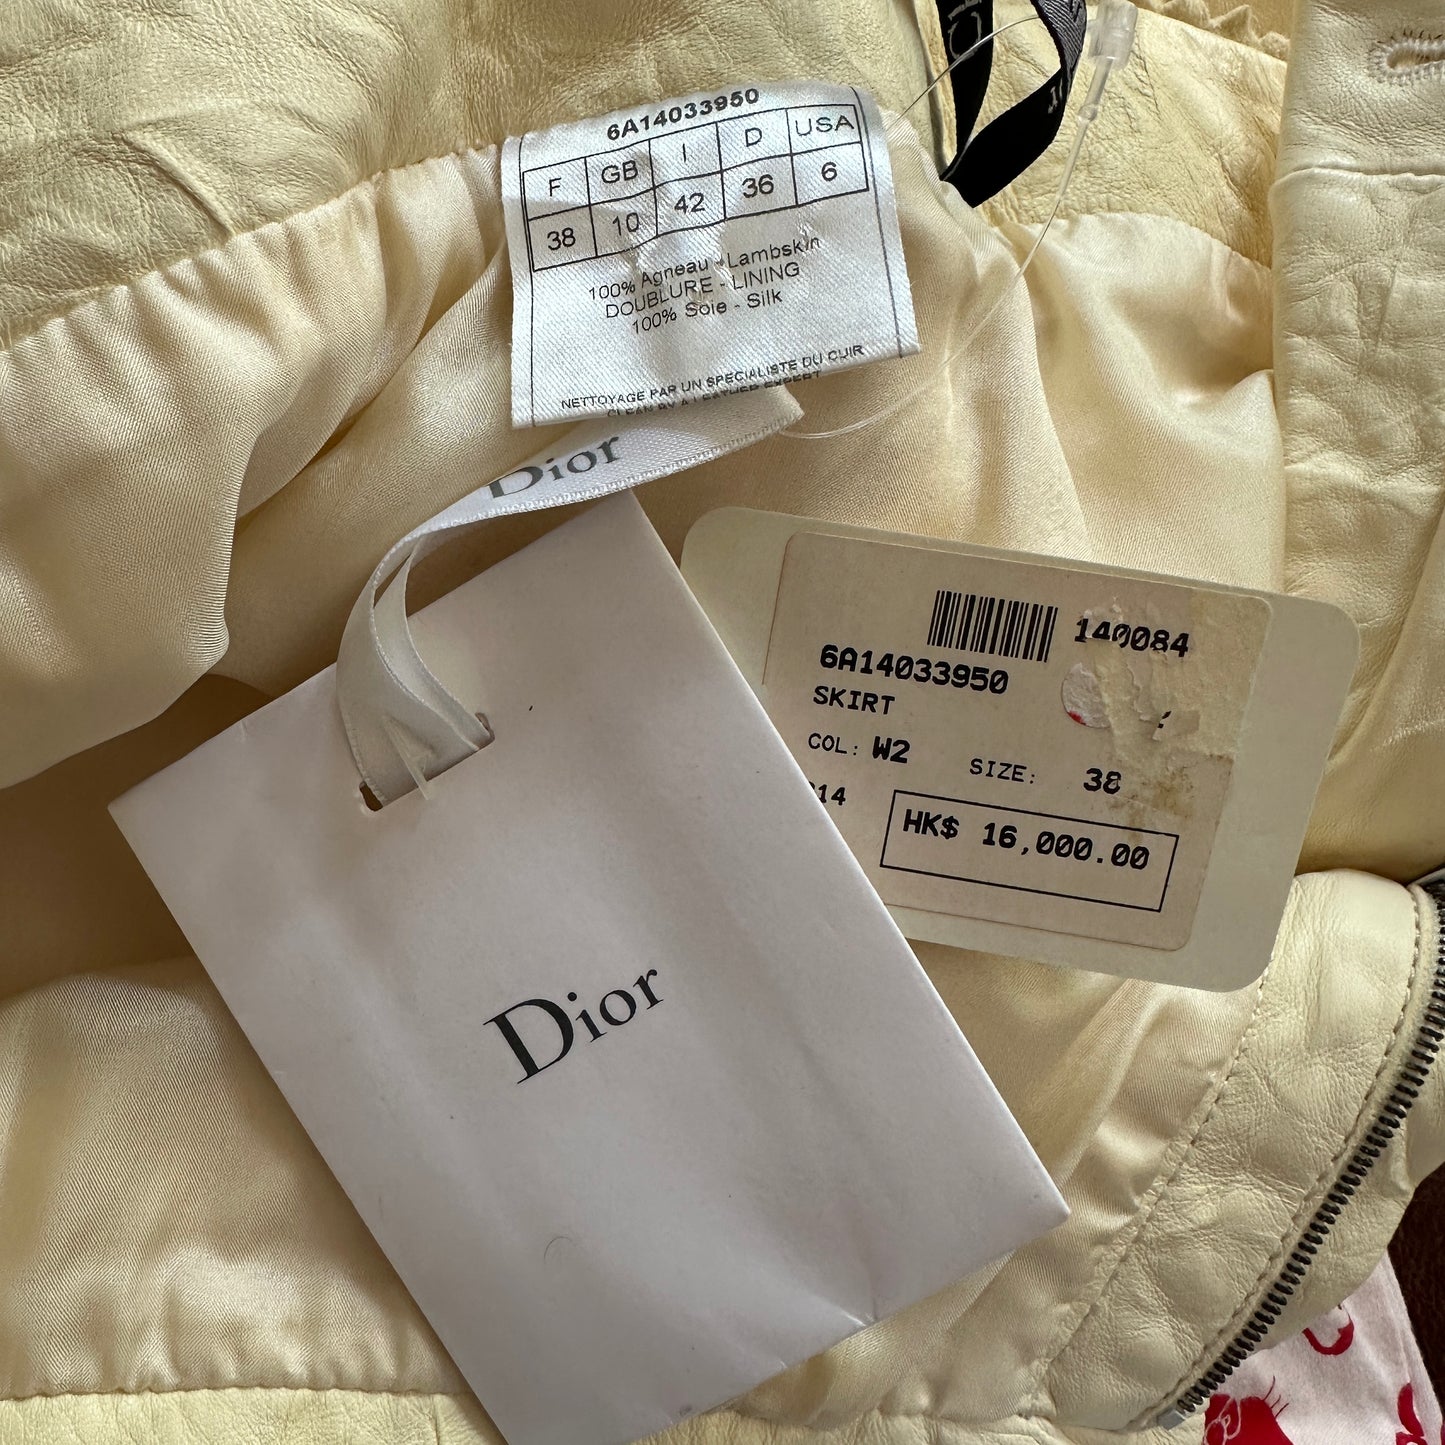 6A14033950
F GB I D USA
38 10 42 36 6
100% Agneau - Lambskin
DOUBLURE - LINING
100% Soie - Silk
NETTOYAGE PAR UN SPECIALISTE DU CUIR
CLEAN BY A LEATHER EXPERT
Dior
140084
6A14033950
SKIRT
COL: W2 SIZE: 38
14
HK$ 16,000.00
Dior